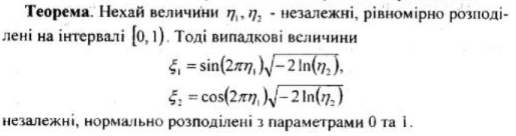 Теорема. Нехай величини η₁, η₂ - незалежні, рівномірно розподі-
лені на інтервалі [0,1). Тоді випадкові величини
ξ₁ = sin(2πη₁)√(−2ln(η₂)),
ξ₂ = cos(2πη₁)√(−2ln(η₂))
незалежні, нормально розподілені з параметрами 0 та 1.